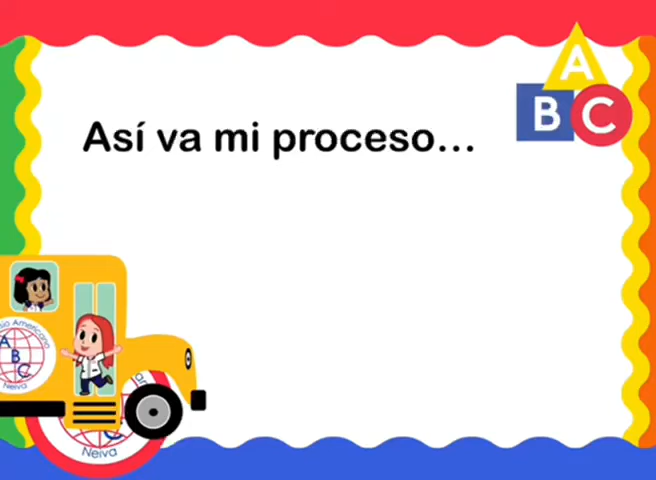 A
B C
Así va mi proceso...
Americano
A
B
C
Neiva
C
Neiva